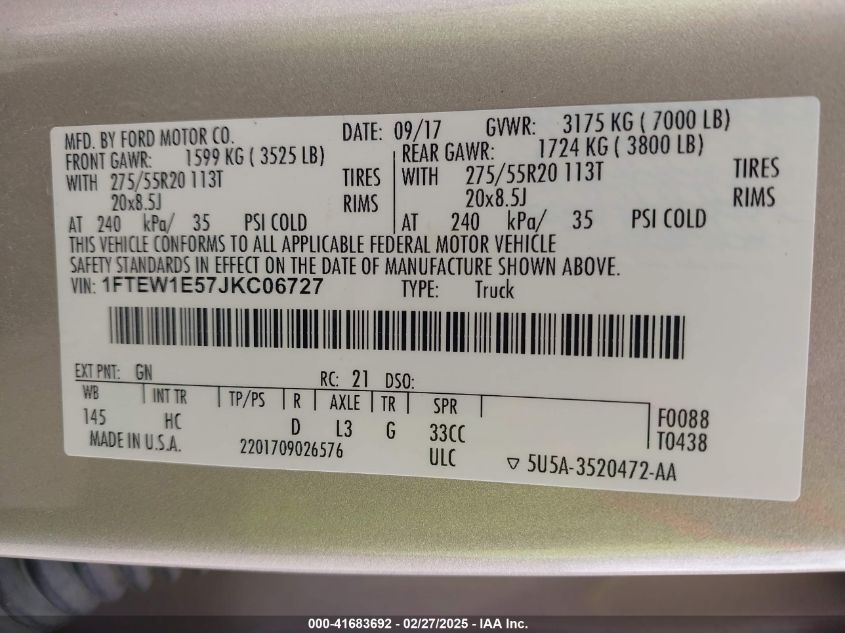 MFD. BY FORD MOTOR CO. DATE: 09/17 GVWR: 3175 KG ( 7000 LB)
FRONT GAWR: 1599 KG ( 3525 LB) REAR GAWR: 1724 KG ( 3800 LB)
WITH 275/55R20 113T TIRES WITH 275/55R20 113T TIRES
20x8.5J RIMS 20x8.5J RIMS
AT 240 kPa/ 35 PSI COLD AT 240 kPa/ 35 PSI COLD
THIS VEHICLE CONFORMS TO ALL APPLICABLE FEDERAL MOTOR VEHICLE
SAFETY STANDARDS IN EFFECT ON THE DATE OF MANUFACTURE SHOWN ABOVE.
VIN: 1FTEW1E57JKC06727 TYPE: Truck
EXT PNT: GN RC: 21 DSO:
WB INT TR TP/PS R AXLE TR SPR F0088
145 HC D L3 G 33CC T0438
MADE IN U.S.A. 2201709026576 ULC ▽ 5U5A-3520472-AA
000-41683692 / 02/27/2025 - IAA Inc.